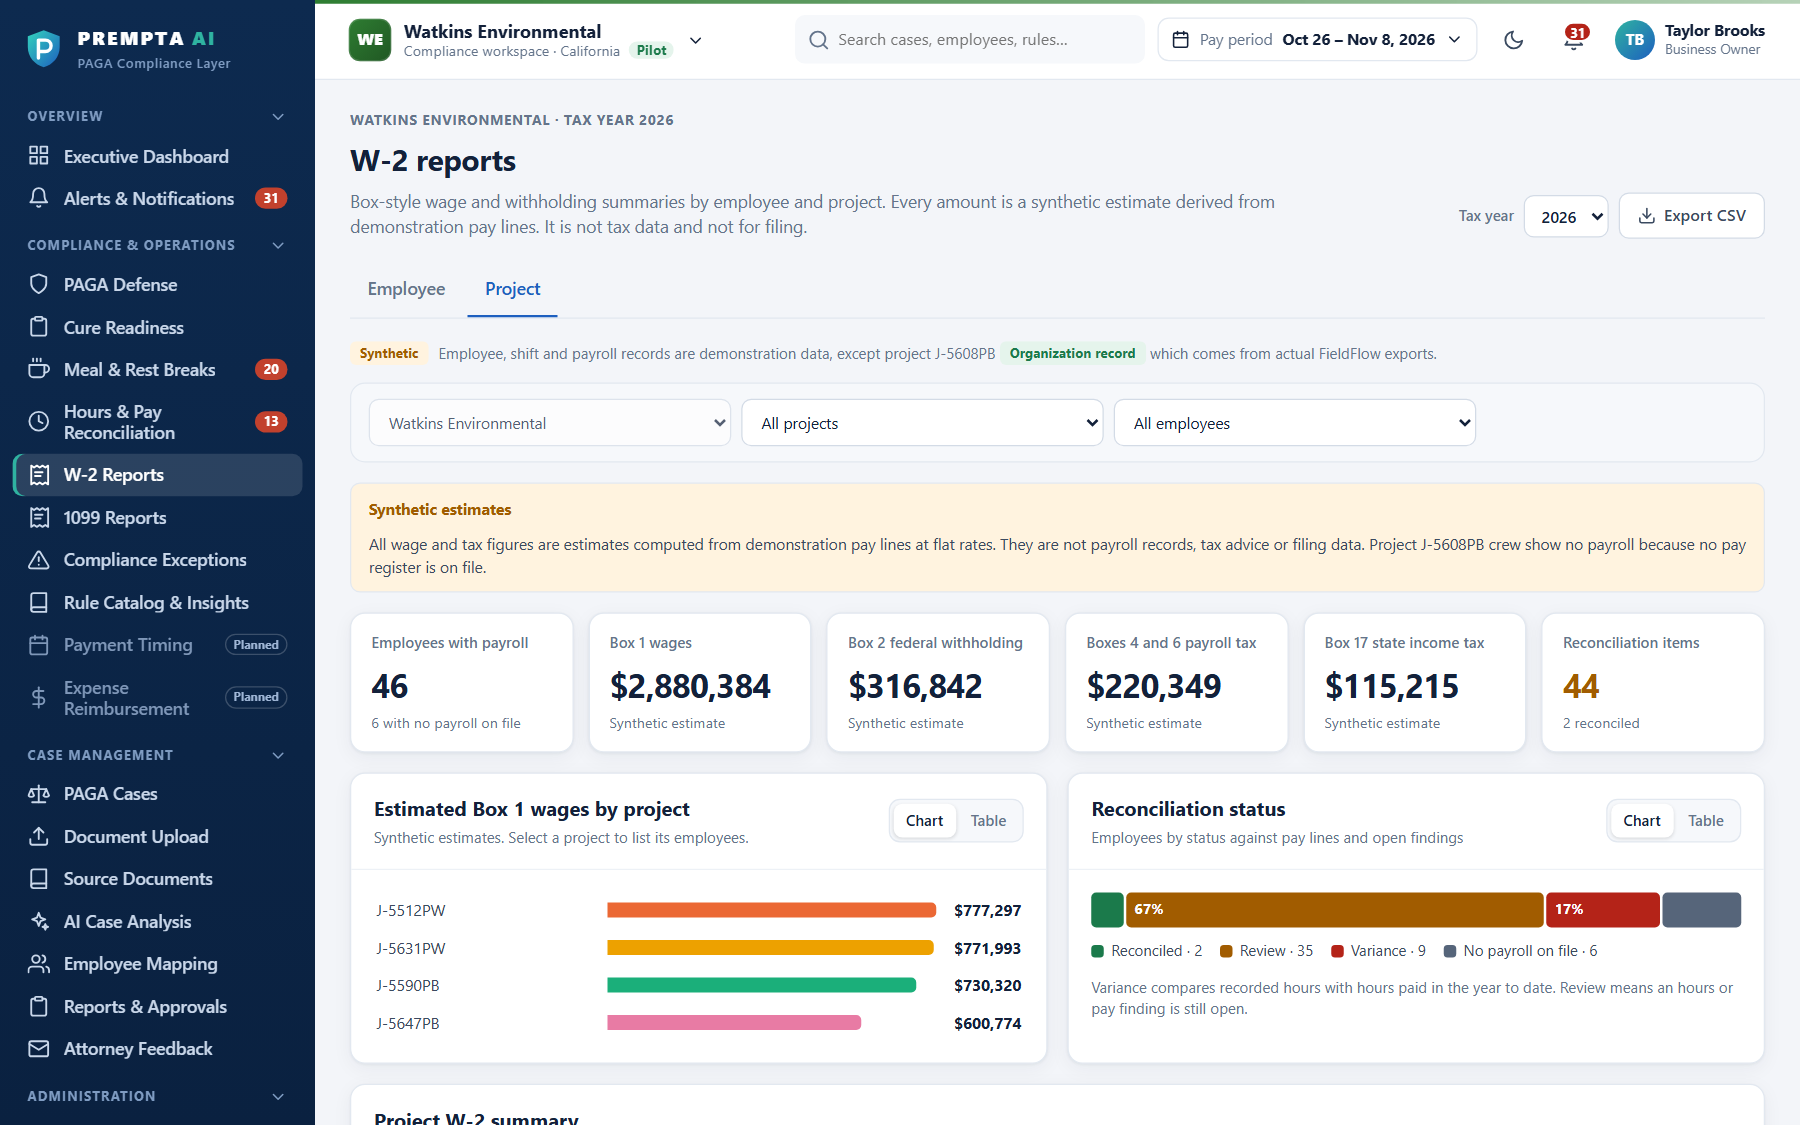 PREMPTA AI
PAGA Compliance Layer
OVERVIEW
Executive Dashboard
Alerts & Notifications
31
COMPLIANCE & OPERATIONS
PAGA Defense
Cure Readiness
Meal & Rest Breaks
20
Hours & Pay
Reconciliation
13
W-2 Reports
1099 Reports
Compliance Exceptions
Rule Catalog & Insights
Payment Timing
Planned
Expense
Reimbursement
Planned
CASE MANAGEMENT
PAGA Cases
Document Upload
Source Documents
AI Case Analysis
Employee Mapping
Reports & Approvals
Attorney Feedback
ADMINISTRATION
WE
Watkins Environmental
Compliance workspace · California
Pilot
Search cases, employees, rules...
Pay period Oct 26 – Nov 8, 2026
31
TB
Taylor Brooks
Business Owner
WATKINS ENVIRONMENTAL · TAX YEAR 2026
W-2 reports
Box-style wage and withholding summaries by employee and project. Every amount is a synthetic estimate derived from
demonstration pay lines. It is not tax data and not for filing.
Tax year
2026
Export CSV
Employee
Project
Synthetic Employee, shift and payroll records are demonstration data, except project J-5608PB Organization record which comes from actual FieldFlow exports.
Watkins Environmental
All projects
All employees
Synthetic estimates
All wage and tax figures are estimates computed from demonstration pay lines at flat rates. They are not payroll records, tax advice or filing data. Project J-5608PB crew show no payroll because no pay
register is on file.
Employees with payroll
46
6 with no payroll on file
Box 1 wages
$2,880,384
Synthetic estimate
Box 2 federal withholding
$316,842
Synthetic estimate
Boxes 4 and 6 payroll tax
$220,349
Synthetic estimate
Box 17 state income tax
$115,215
Synthetic estimate
Reconciliation items
44
2 reconciled
Estimated Box 1 wages by project
Synthetic estimates. Select a project to list its employees.
Chart
Table
J-5512PW
$777,297
J-5631PW
$771,993
J-5590PB
$730,320
J-5647PB
$600,774
Reconciliation status
Employees by status against pay lines and open findings
Chart
Table
67%
17%
Reconciled · 2
Review · 35
Variance · 9
No payroll on file · 6
Variance compares recorded hours with hours paid in the year to date. Review means an hours or
pay finding is still open.
Project W-2 summary